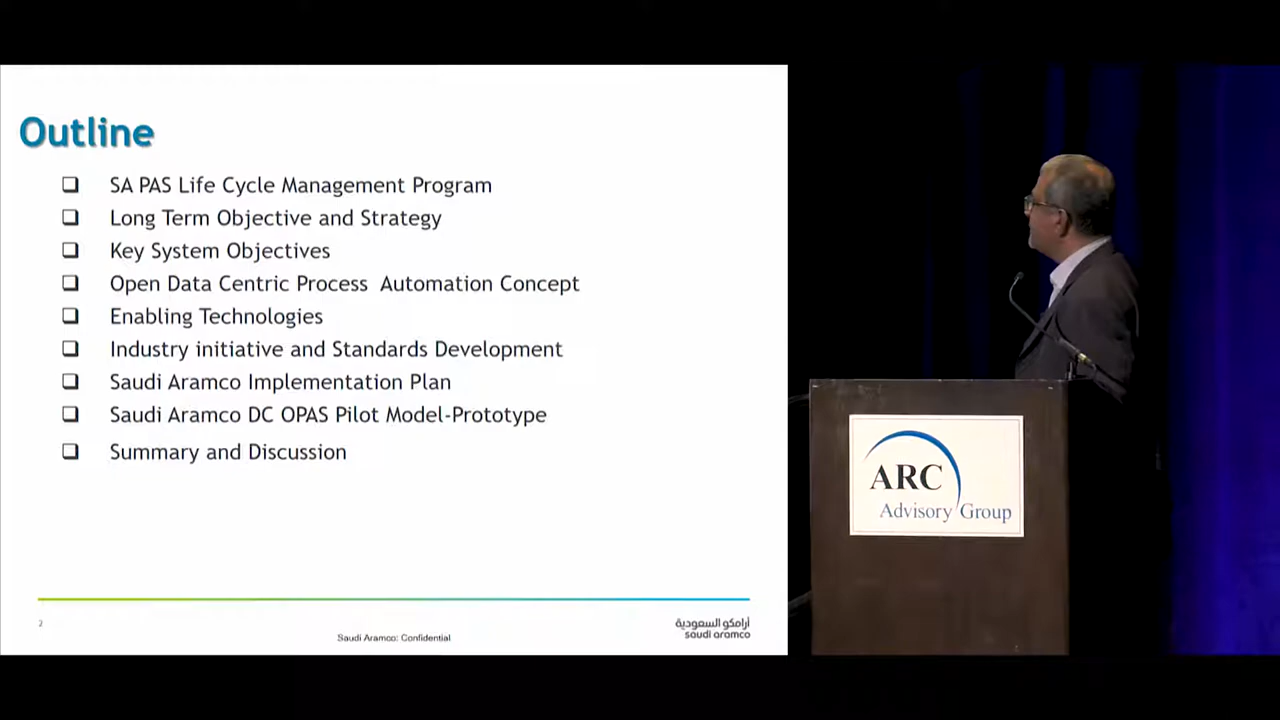 Outline
SA PAS Life Cycle Management Program
Long Term Objective and Strategy
Key System Objectives
Open Data Centric Process Automation Concept
Enabling Technologies
Industry initiative and Standards Development
Saudi Aramco Implementation Plan
Saudi Aramco DC OPAS Pilot Model-Prototype
Summary and Discussion
2
Saudi Aramco: Confidential
أرامكو السعودية
saudi aramco
ARC
Advisory Group